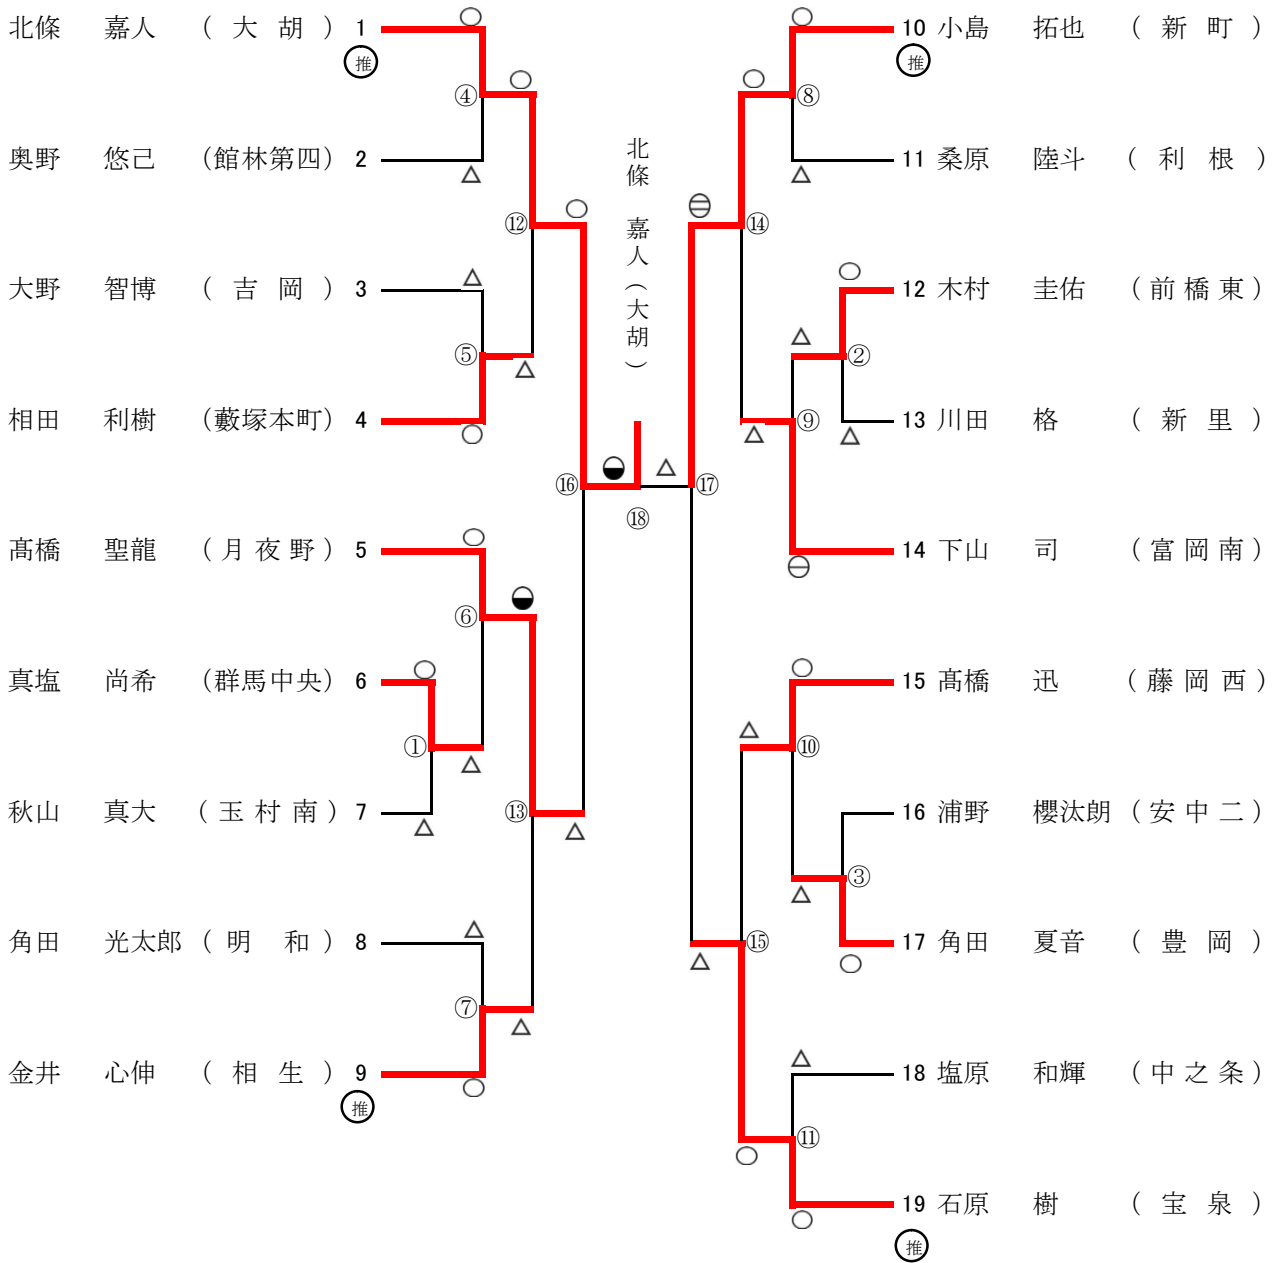 北條 嘉人 (大胡) 1
推
奥野 悠己 (館林第四) 2
大野 智博 (吉岡) 3
相田 利樹 (藪塚本町) 4
髙橋 聖龍 (月夜野) 5
真塩 尚希 (群馬中央) 6
秋山 真大 (玉村南) 7
角田 光太郎 (明和) 8
金井 心伸 (相生) 9
推
④
⑫
⑤
⑯
⑥
①
⑬
⑦
北條 嘉人(大胡)
⑱
⑧
⑭
②
⑨
⑰
⑩
③
⑮
⑪
10 小島 拓也 (新町)
推
11 桑原 陸斗 (利根)
12 木村 圭佑 (前橋東)
13 川田 格 (新里)
14 下山 司 (富岡南)
15 髙橋 迅 (藤岡西)
16 浦野 櫻汰朗 (安中二)
17 角田 夏音 (豊岡)
18 塩原 和輝 (中之条)
19 石原 樹 (宝泉)
推